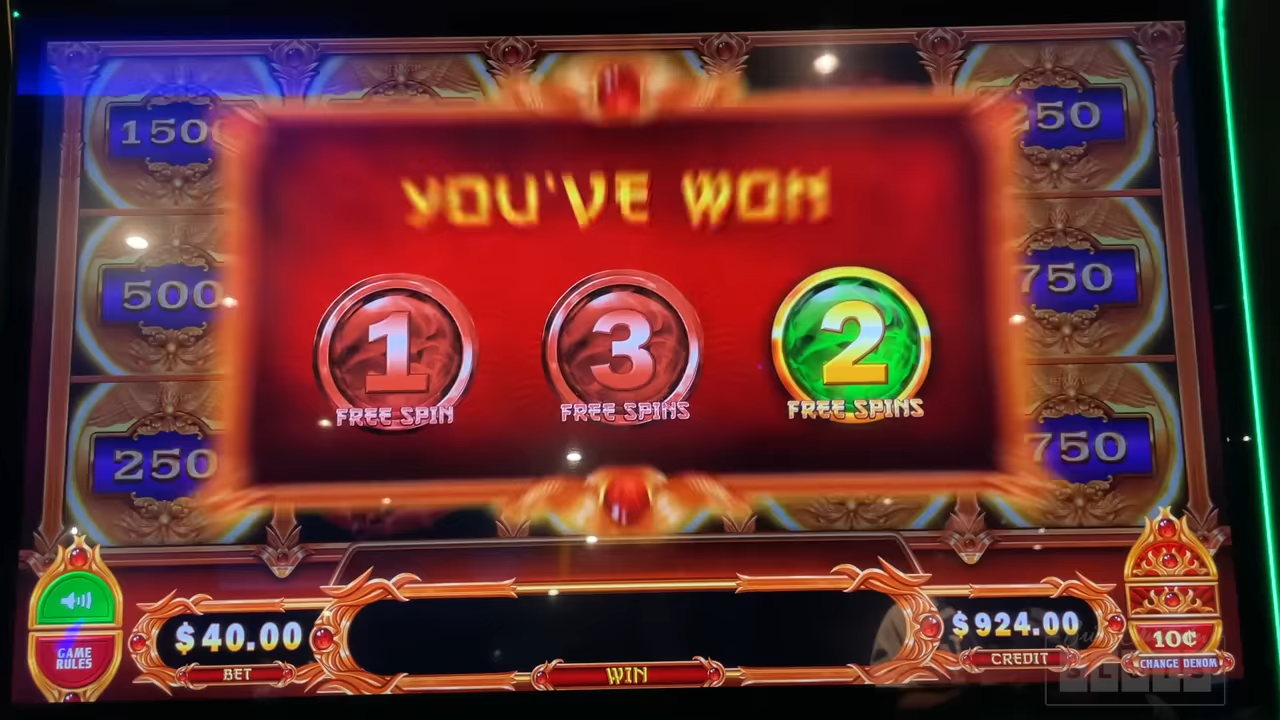 YOU'VE WON
1500
50
500
750
250
750
1
FREE SPIN
3
FREE SPINS
2
FREE SPINS
GAME
RULES
$40.00
BET
WIN
$924.00
CREDIT
10¢
CHANGE DENOM
SLOTS